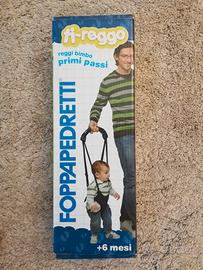 ti-reggo
reggi bimbo
primi passi
FOPPAPEDRETTI
+6 mesi